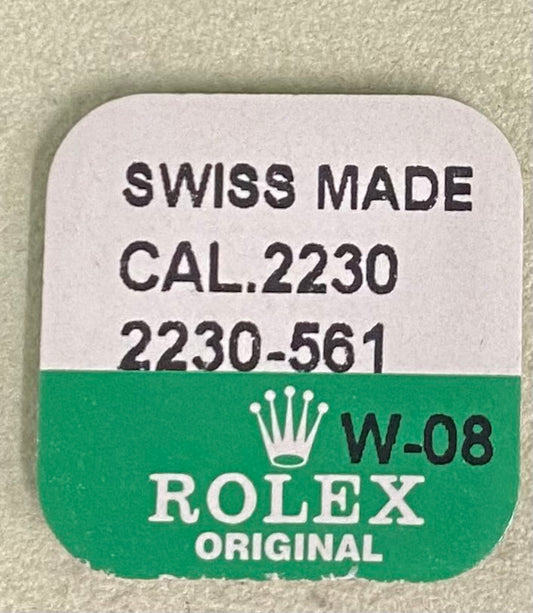 SWISS MADE
CAL.2230
2230-561
W-08
ROLEX
ORIGINAL